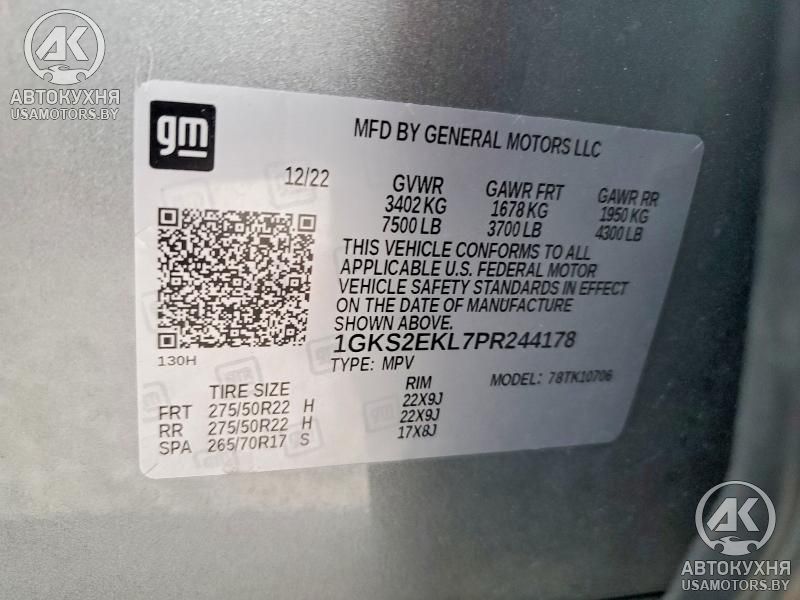 AK
АВТОКУХНЯ
USAMOTORS.BY
gm
MFD BY GENERAL MOTORS LLC
12/22
GVWR GAWR FRT GAWR RR
3402 KG 1678 KG 1950 KG
7500 LB 3700 LB 4300 LB
THIS VEHICLE CONFORMS TO ALL
APPLICABLE U.S. FEDERAL MOTOR
VEHICLE SAFETY STANDARDS IN EFFECT
ON THE DATE OF MANUFACTURE
SHOWN ABOVE.
1GKS2EKL7PR244178
130H
TYPE: MPV
MODEL: 78TK10706
TIRE SIZE RIM
FRT 275/50R22 H 22X9J
RR 275/50R22 H 22X9J
SPA 265/70R17 S 17X8J
AK
АВТОКУХНЯ
USAMOTORS.BY